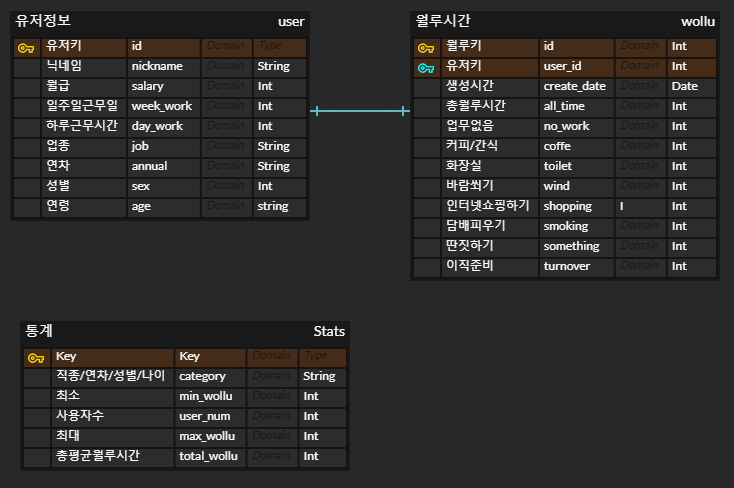 유저정보 user
유저키 id Domain Type
닉네임 nickname Domain String
월급 salary Domain Int
일주일근무일 week_work Domain Int
하루근무시간 day_work Domain Int
업종 job Domain String
연차 annual Domain String
성별 sex Domain Int
연령 age Domain string
월루시간 wollu
월루키 id Domain Int
유저키 user_id Domain Int
생성시간 create_date Domain Date
총월루시간 all_time Domain Int
업무없음 no_work Domain Int
커피/간식 coffe Domain Int
화장실 toilet Domain Int
바람쐬기 wind Domain Int
인터넷쇼핑하기 shopping I Int
담배피우기 smoking Domain Int
딴짓하기 something Domain Int
이직준비 turnover Domain Int
통계 Stats
Key Key Domain Type
직종/연차/성별/나이 category Domain String
최소 min_wollu Domain Int
사용자수 user_num Domain Int
최대 max_wollu Domain Int
총평균월루시간 total_wollu Domain Int